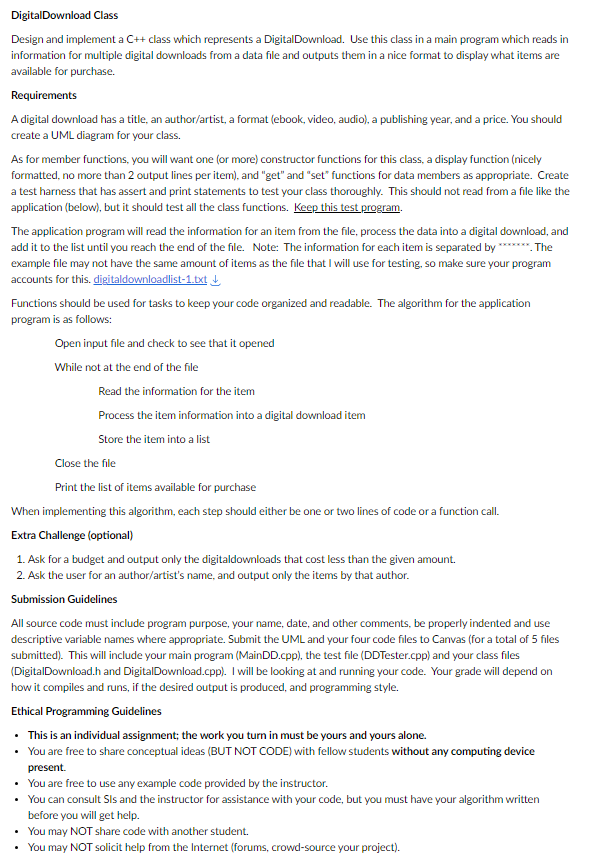 DigitalDownload Class
Design and implement a C++ class which represents a DigitalDownload.  Use this class in a main program which reads in
information for multiple digital downloads from a data file and outputs them in a nice format to display what items are
available for purchase.
Requirements
A digital download has a title, an author/artist, a format (ebook, video, audio), a publishing year, and a price. You should
create a UML diagram for your class.
As for member functions, you will want one (or more) constructor functions for this class, a display function (nicely
formatted, no more than 2 output lines per item), and "get" and "set" functions for data members as appropriate.  Create
a test harness that has assert and print statements to test your class thoroughly.  This should not read from a file like the
application (below), but it should test all the class functions.  Keep this test program.
The application program will read the information for an item from the file, process the data into a digital download, and
add it to the list until you reach the end of the file.   Note:  The information for each item is separated by *******. The
example file may not have the same amount of items as the file that I will use for testing, so make sure your program
accounts for this. digitaldownloadlist-1.txt ↓
Functions should be used for tasks to keep your code organized and readable.  The algorithm for the application
program is as follows:
Open input file and check to see that it opened
While not at the end of the file
Read the information for the item
Process the item information into a digital download item
Store the item into a list
Close the file
Print the list of items available for purchase
When implementing this algorithm, each step should either be one or two lines of code or a function call.
Extra Challenge (optional)
1. Ask for a budget and output only the digitaldownloads that cost less than the given amount.
2. Ask the user for an author/artist's name, and output only the items by that author.
Submission Guidelines
All source code must include program purpose, your name, date, and other comments, be properly indented and use
descriptive variable names where appropriate. Submit the UML and your four code files to Canvas (for a total of 5 files
submitted).  This will include your main program (MainDD.cpp), the test file (DDTester.cpp) and your class files
(DigitalDownload.h and DigitalDownload.cpp).  I will be looking at and running your code.  Your grade will depend on
how it compiles and runs, if the desired output is produced, and programming style.
Ethical Programming Guidelines
• This is an individual assignment; the work you turn in must be yours and yours alone.
• You are free to share conceptual ideas (BUT NOT CODE) with fellow students without any computing device
present.
• You are free to use any example code provided by the instructor.
• You can consult SIs and the instructor for assistance with your code, but you must have your algorithm written
before you will get help.
• You may NOT share code with another student.
• You may NOT solicit help from the Internet (forums, crowd-source your project).